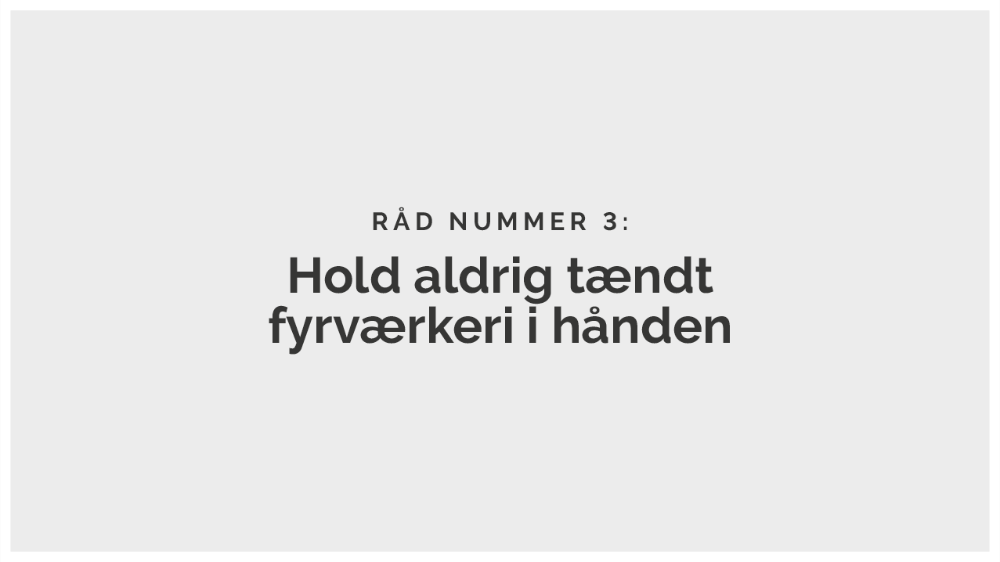 RÅD NUMMER 3:
Hold aldrig tændt
fyrværkeri i hånden